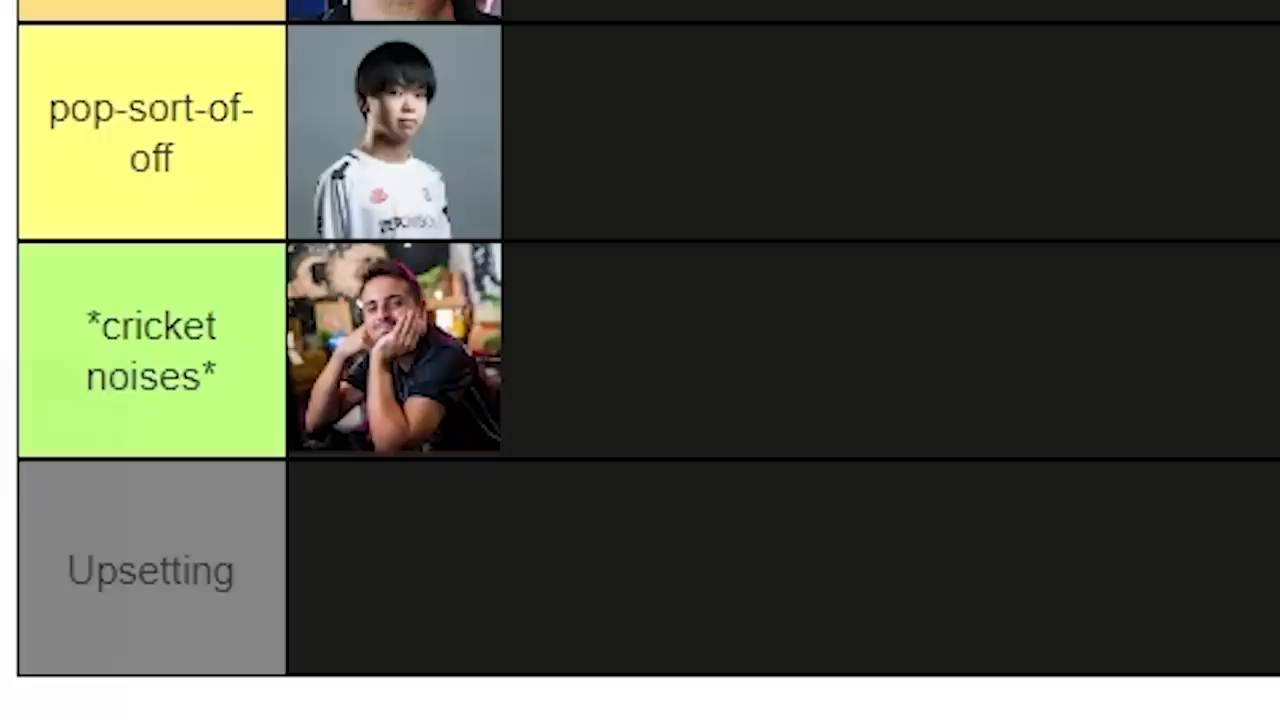 pop-sort-of-
off
*cricket
noises*
Upsetting